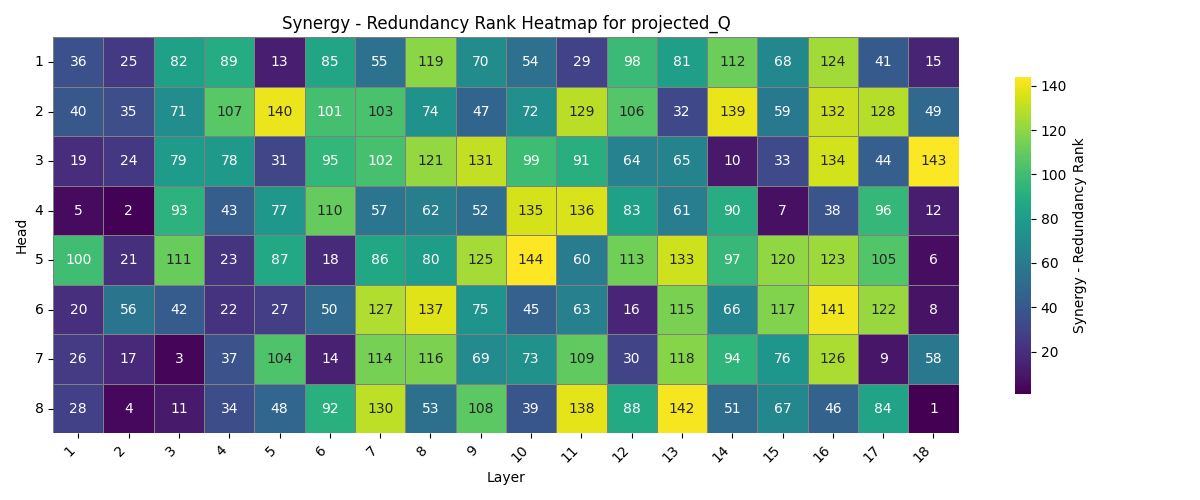 Synergy - Redundancy Rank Heatmap for projected_Q
1 36 25 82 89 13 85 55 119 70 54 29 98 81 112 68 124 41 15
2 40 35 71 107 140 101 103 74 47 72 129 106 32 139 59 132 128 49
3 19 24 79 78 31 95 102 121 131 99 91 64 65 10 33 134 44 143
4 5 2 93 43 77 110 57 62 52 135 136 83 61 90 7 38 96 12
5 100 21 111 23 87 18 86 80 125 144 60 113 133 97 120 123 105 6
6 20 56 42 22 27 50 127 137 75 45 63 16 115 66 117 141 122 8
7 26 17 3 37 104 14 114 116 69 73 109 30 118 94 76 126 9 58
8 28 4 11 34 48 92 130 53 108 39 138 88 142 51 67 46 84 1
1 2 3 4 5 6 7 8 9 10 11 12 13 14 15 16 17 18
Layer
Head
140
120
100
80
60
40
20
Synergy - Redundancy Rank